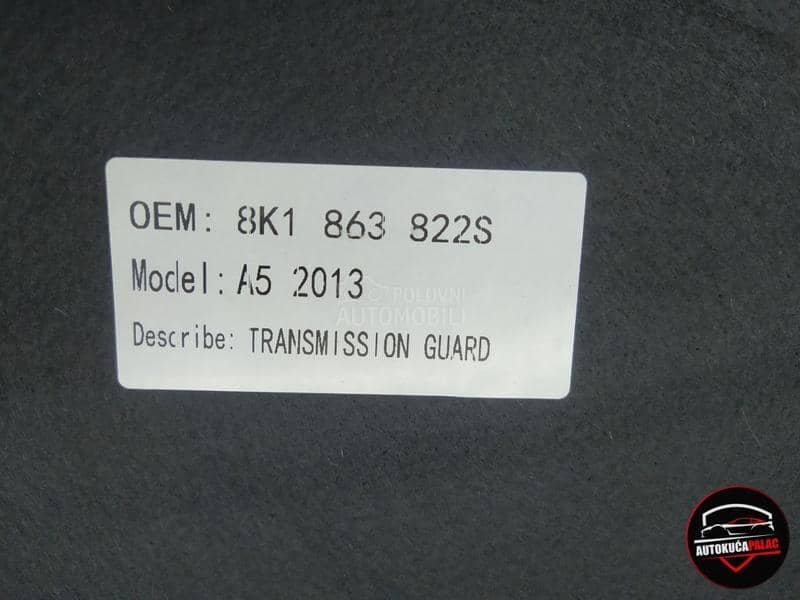 OEM: 8K1 863 822S
Model: A5 2013
POLOVNI
AUTOMOBILI
Describe: TRANSMISSION GUARD
AUTOKUĆAPALAC